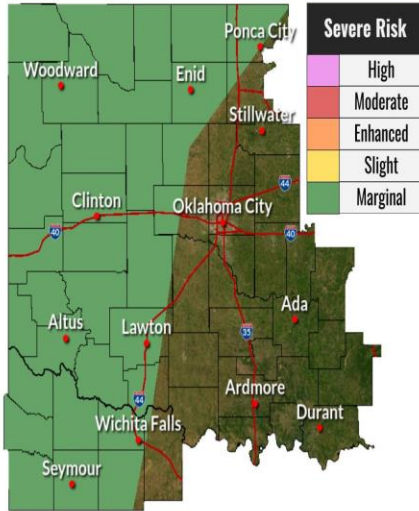 Severe Risk
High
Moderate
Enhanced
Slight
Marginal
Ponca City
Woodward
Enid
Stillwater
44
Clinton
Oklahoma City
40
40
Altus
Lawton
Ada
35
Ardmore
44
Durant
Wichita Falls
Seymour